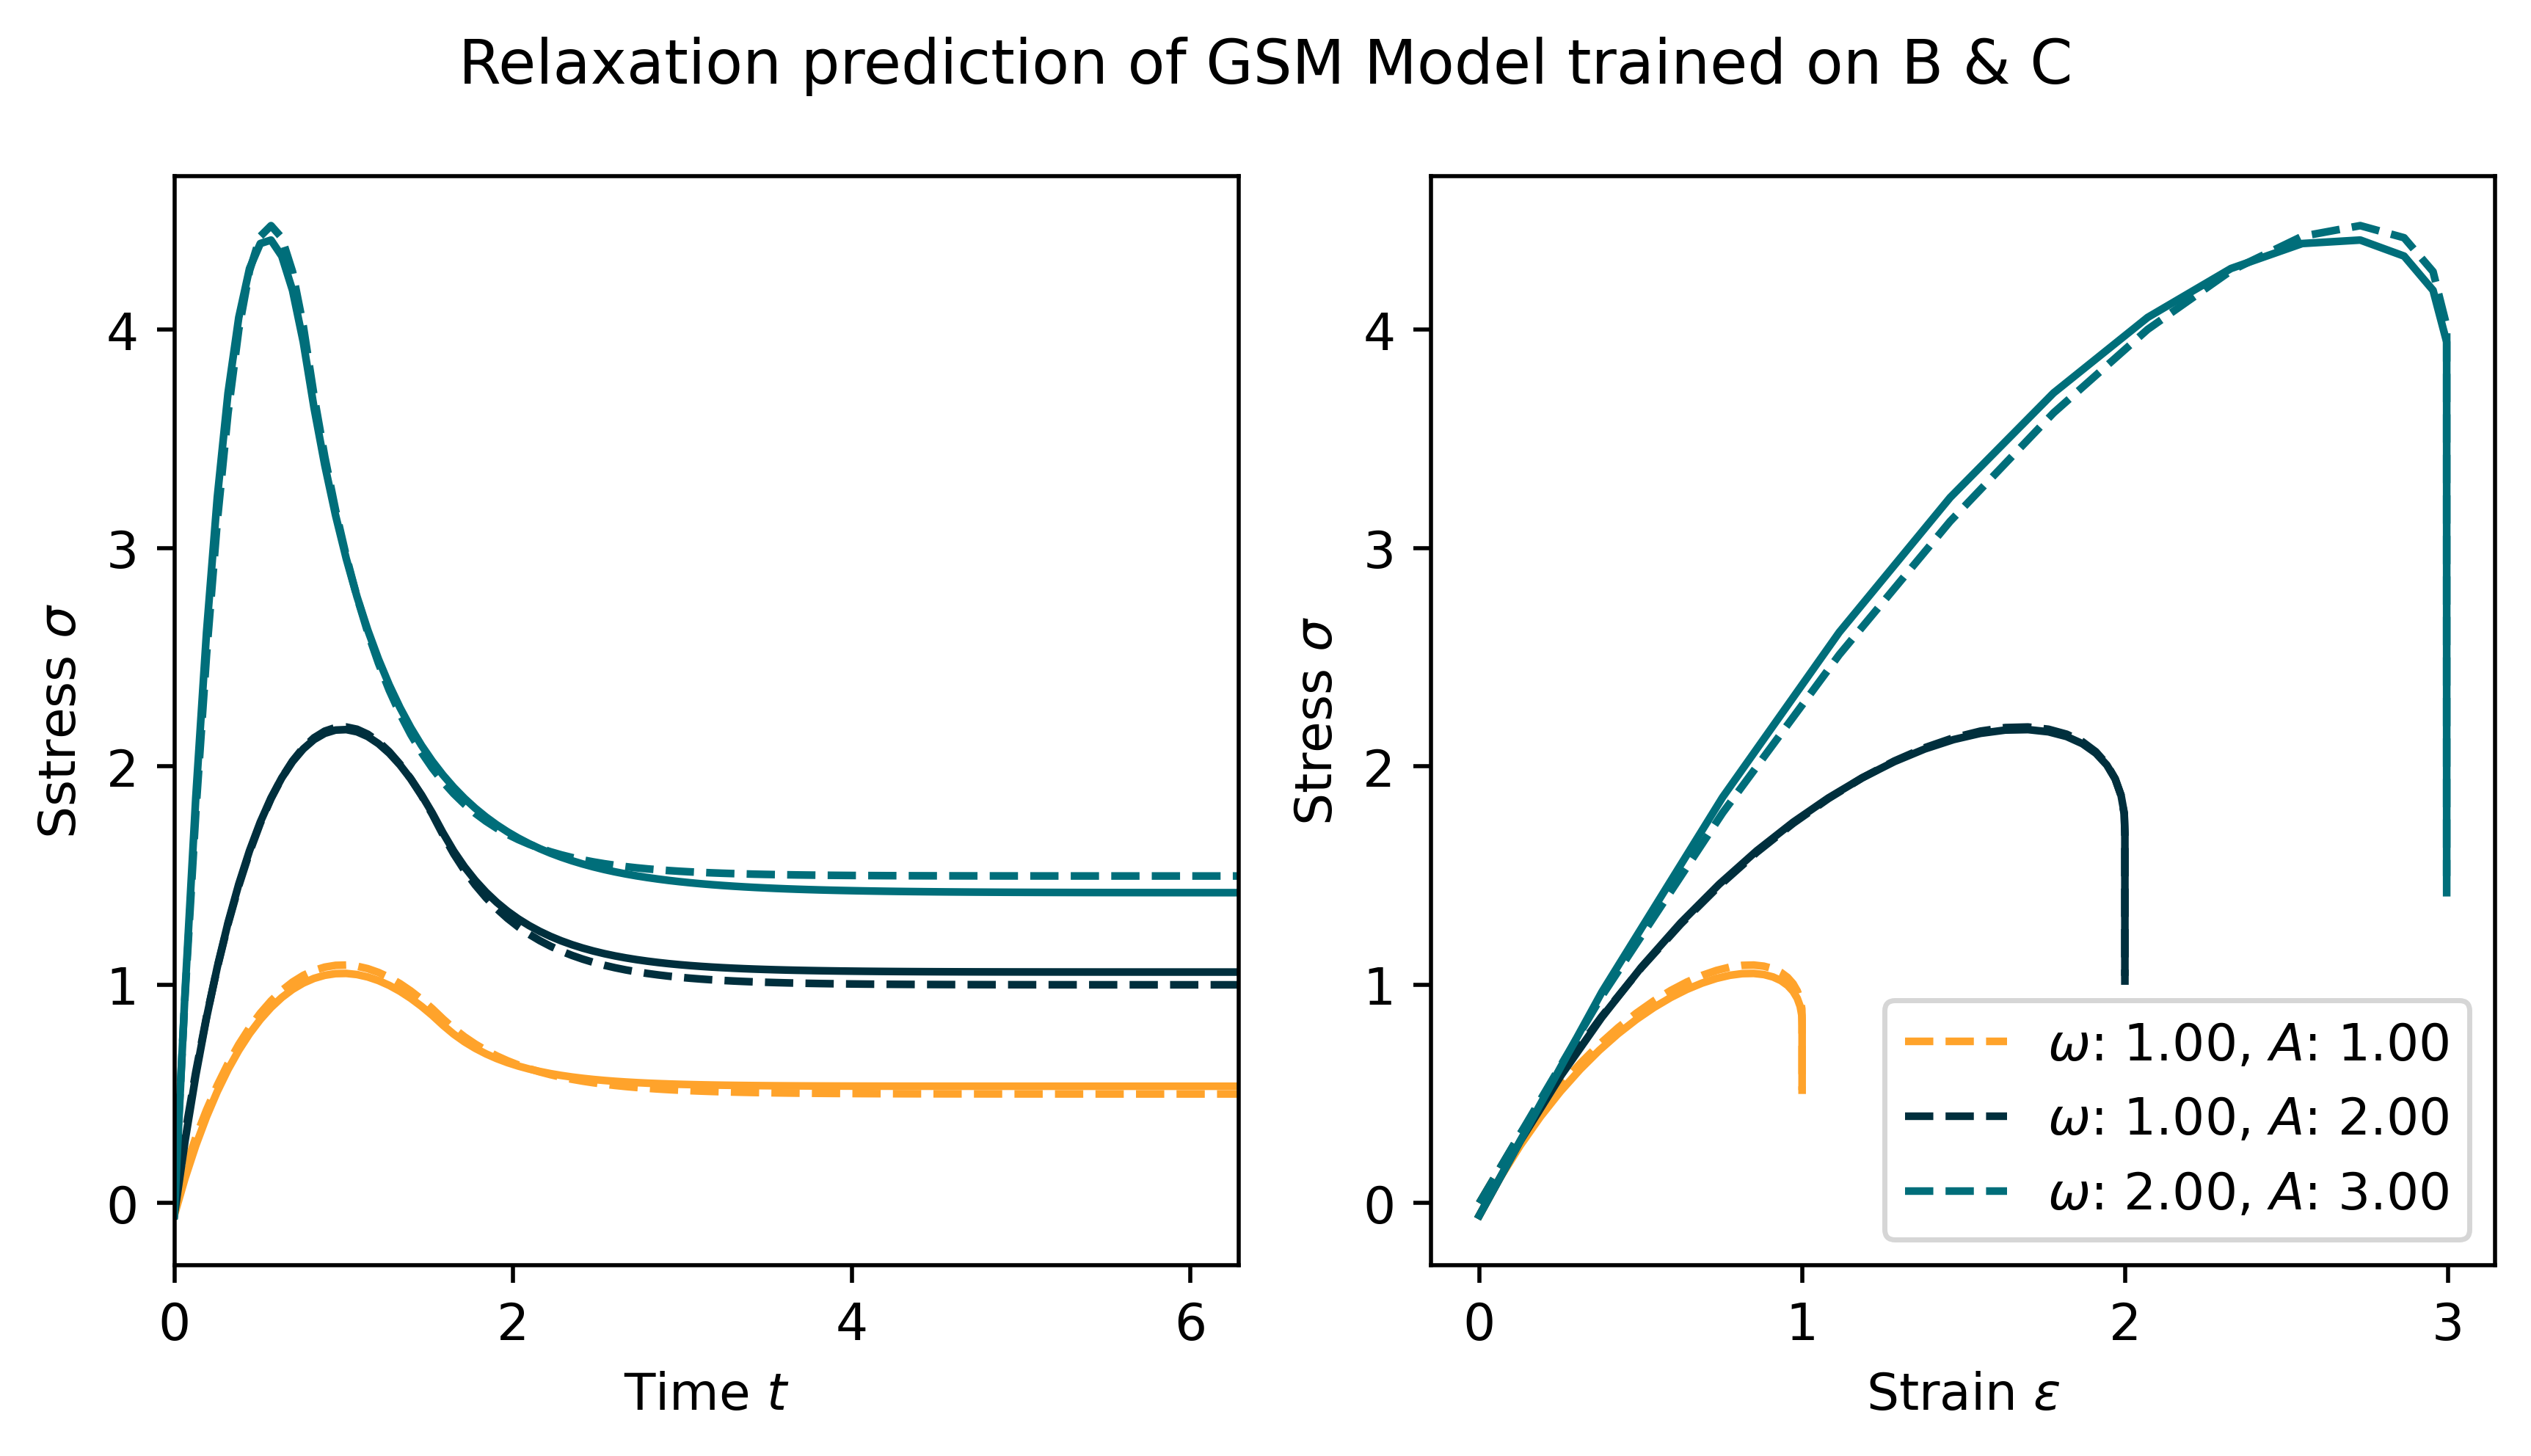 Relaxation prediction of GSM Model trained on B & C
Sstress σ
4
3
2
1
0
0 2 4 6
Time t
Stress σ
4
3
2
1
0
0 1 2 3
Strain ε
ω: 1.00, A: 1.00
ω: 1.00, A: 2.00
ω: 2.00, A: 3.00